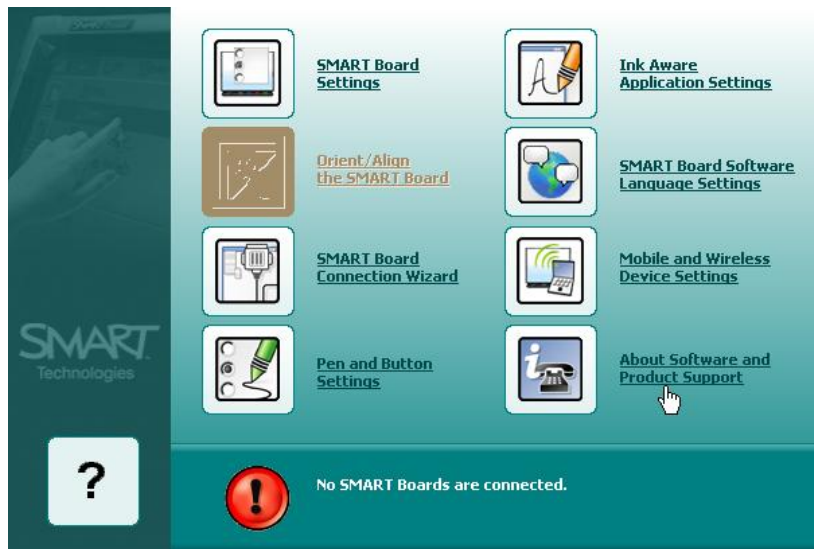 SMART Board
Settings
Ink Aware
Application Settings
Orient/Align
the SMART Board
SMART Board Software
Language Settings
SMART Board
Connection Wizard
Mobile and Wireless
Device Settings
Pen and Button
Settings
About Software and
Product Support
SMART
Technologies
?
No SMART Boards are connected.